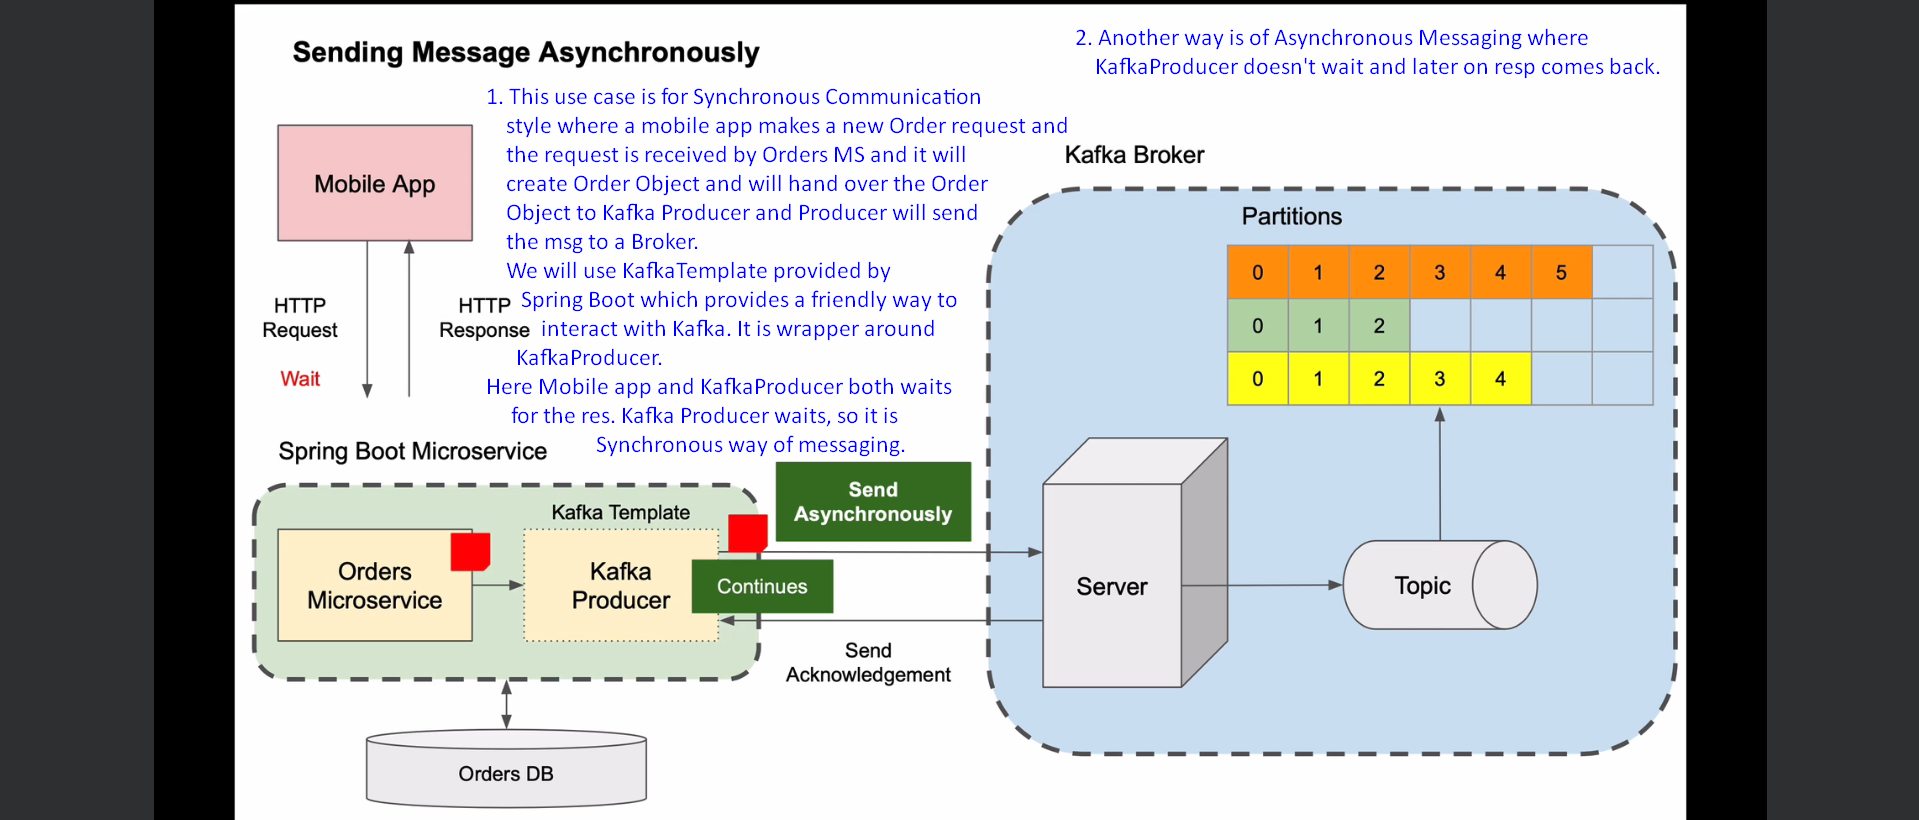 Sending Message Asynchronously
2. Another way is of Asynchronous Messaging where
KafkaProducer doesn't wait and later on resp comes back.
1. This use case is for Synchronous Communication
style where a mobile app makes a new Order request and
the request is received by Orders MS and it will
create Order Object and will hand over the Order
Object to Kafka Producer and Producer will send
the msg to a Broker.
We will use KafkaTemplate provided by
Spring Boot which provides a friendly way to
interact with Kafka. It is wrapper around
KafkaProducer.
Here Mobile app and KafkaProducer both waits
for the res. Kafka Producer waits, so it is
Synchronous way of messaging.
Mobile App
HTTP
Request
Wait
HTTP
Response
Spring Boot Microservice
Kafka Template
Orders
Microservice
Kafka
Producer
Send
Asynchronously
Continues
Send
Acknowledgement
Orders DB
Kafka Broker
Partitions
0 1 2 3 4 5
0 1 2
0 1 2 3 4
Server
Topic